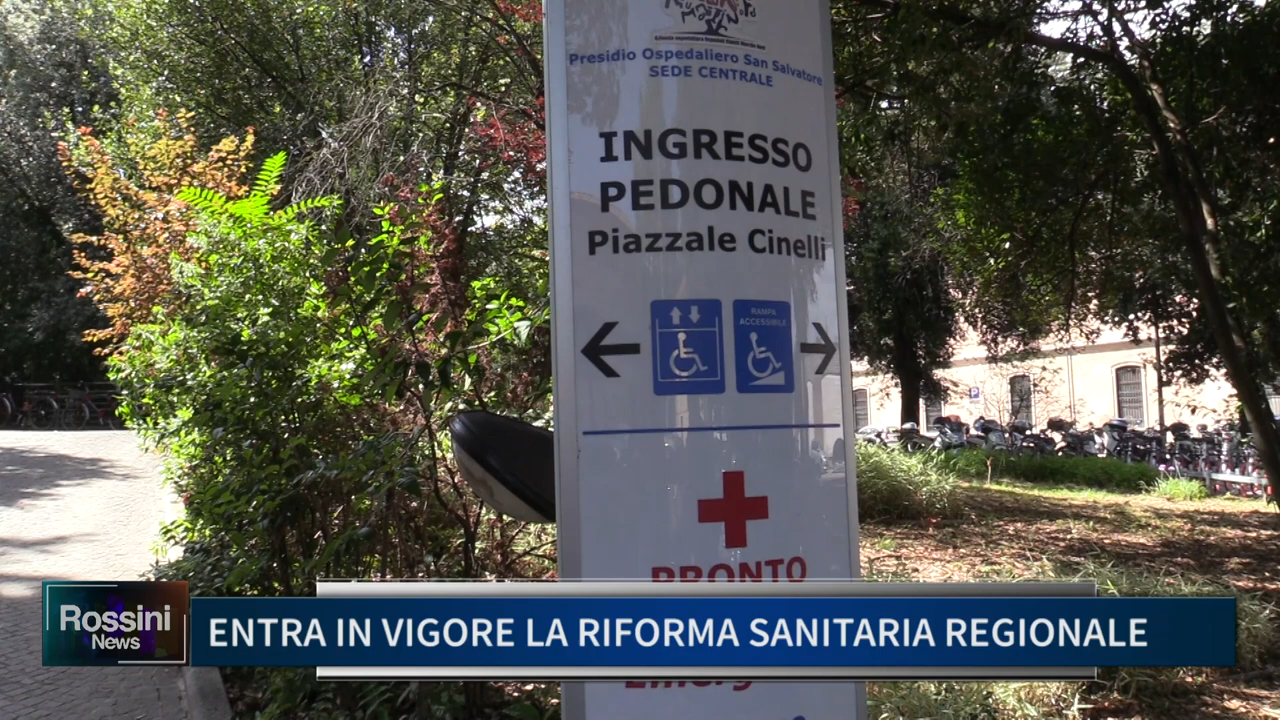 Presidio Ospedaliero San Salvatore
SEDE CENTRALE
INGRESSO
PEDONALE
Piazzale Cinelli
RAMPA
ACCESSIBILE
P
PRONTO
Rossini
News
ENTRA IN VIGORE LA RIFORMA SANITARIA REGIONALE